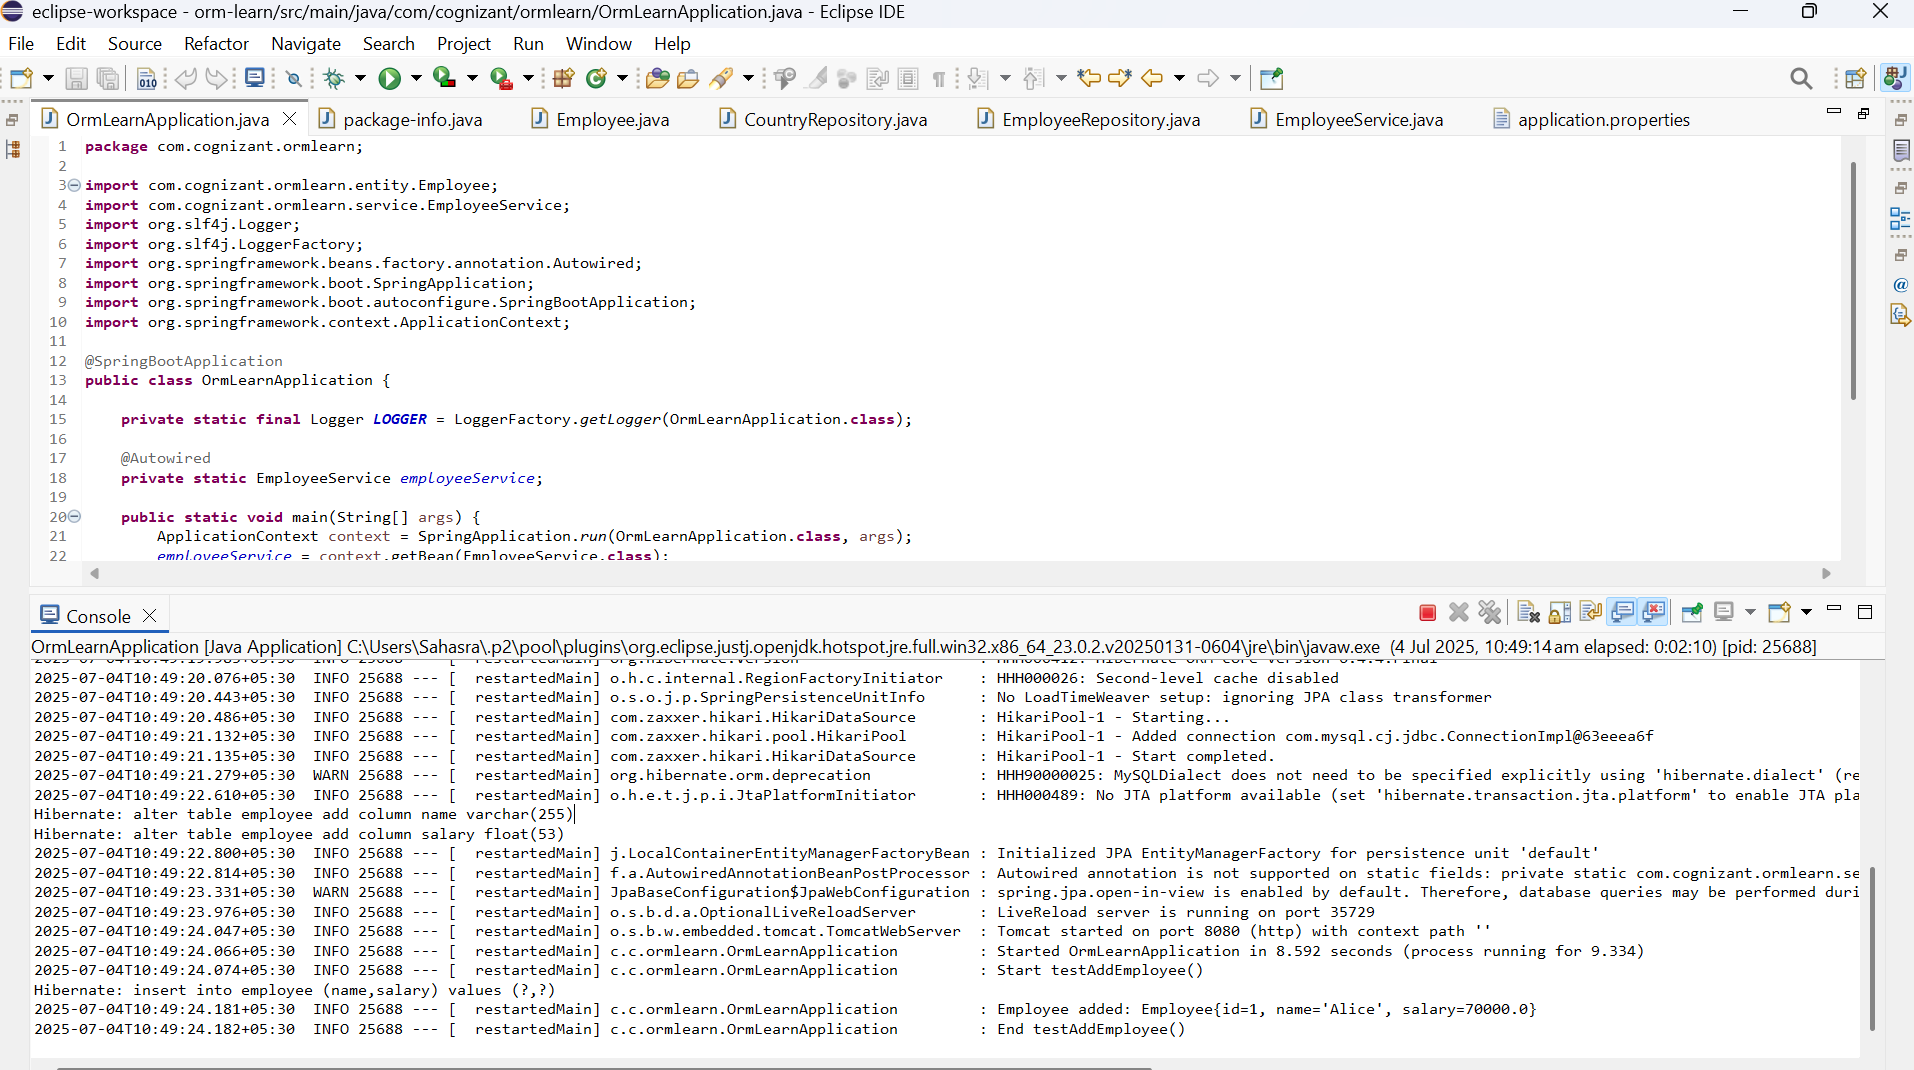 eclipse-workspace - orm-learn/src/main/java/com/cognizant/ormlearn/OrmLearnApplication.java - Eclipse IDE
File Edit Source Refactor Navigate Search Project Run Window Help
OrmLearnApplication.java package-info.java Employee.java CountryRepository.java EmployeeRepository.java EmployeeService.java application.properties
1 package com.cognizant.ormlearn;
2
3 import com.cognizant.ormlearn.entity.Employee;
4 import com.cognizant.ormlearn.service.EmployeeService;
5 import org.slf4j.Logger;
6 import org.slf4j.LoggerFactory;
7 import org.springframework.beans.factory.annotation.Autowired;
8 import org.springframework.boot.SpringApplication;
9 import org.springframework.boot.autoconfigure.SpringBootApplication;
10 import org.springframework.context.ApplicationContext;
11
12 @SpringBootApplication
13 public class OrmLearnApplication {
14
15 private static final Logger LOGGER = LoggerFactory.getLogger(OrmLearnApplication.class);
16
17 @Autowired
18 private static EmployeeService employeeService;
19
20 public static void main(String[] args) {
21 ApplicationContext context = SpringApplication.run(OrmLearnApplication.class, args);
22 employeeService = context.getBean(EmployeeService.class);
Console
OrmLearnApplication [Java Application] C:\Users\Sahasra\.p2\pool\plugins\org.eclipse.justj.openjdk.hotspot.jre.full.win32.x86_64_23.0.2.v20250131-0604\jre\bin\javaw.exe (4 Jul 2025, 10:49:14 am elapsed: 0:02:10) [pid: 25688]
2025-07-04T10:49:20.076+05:30 INFO 25688 --- [ restartedMain] o.h.c.internal.RegionFactoryInitiator : HHH000026: Second-level cache disabled
2025-07-04T10:49:20.443+05:30 INFO 25688 --- [ restartedMain] o.s.o.j.p.SpringPersistenceUnitInfo : No LoadTimeWeaver setup: ignoring JPA class transformer
2025-07-04T10:49:20.486+05:30 INFO 25688 --- [ restartedMain] com.zaxxer.hikari.HikariDataSource : HikariPool-1 - Starting...
2025-07-04T10:49:21.132+05:30 INFO 25688 --- [ restartedMain] com.zaxxer.hikari.pool.HikariPool : HikariPool-1 - Added connection com.mysql.cj.jdbc.ConnectionImpl@63eeea6f
2025-07-04T10:49:21.135+05:30 INFO 25688 --- [ restartedMain] com.zaxxer.hikari.HikariDataSource : HikariPool-1 - Start completed.
2025-07-04T10:49:21.279+05:30 WARN 25688 --- [ restartedMain] org.hibernate.orm.deprecation : HHH90000025: MySQLDialect does not need to be specified explicitly using 'hibernate.dialect' (re
2025-07-04T10:49:22.610+05:30 INFO 25688 --- [ restartedMain] o.h.e.t.j.p.i.JtaPlatformInitiator : HHH000489: No JTA platform available (set 'hibernate.transaction.jta.platform' to enable JTA pla
Hibernate: alter table employee add column name varchar(255)
Hibernate: alter table employee add column salary float(53)
2025-07-04T10:49:22.800+05:30 INFO 25688 --- [ restartedMain] j.LocalContainerEntityManagerFactoryBean : Initialized JPA EntityManagerFactory for persistence unit 'default'
2025-07-04T10:49:22.814+05:30 INFO 25688 --- [ restartedMain] f.a.AutowiredAnnotationBeanPostProcessor : Autowired annotation is not supported on static fields: private static com.cognizant.ormlearn.se
2025-07-04T10:49:23.331+05:30 WARN 25688 --- [ restartedMain] JpaBaseConfiguration$JpaWebConfiguration : spring.jpa.open-in-view is enabled by default. Therefore, database queries may be performed duri
2025-07-04T10:49:23.976+05:30 INFO 25688 --- [ restartedMain] o.s.b.d.a.OptionalLiveReloadServer : LiveReload server is running on port 35729
2025-07-04T10:49:24.047+05:30 INFO 25688 --- [ restartedMain] o.s.b.w.embedded.tomcat.TomcatWebServer : Tomcat started on port 8080 (http) with context path ''
2025-07-04T10:49:24.066+05:30 INFO 25688 --- [ restartedMain] c.c.ormlearn.OrmLearnApplication : Started OrmLearnApplication in 8.592 seconds (process running for 9.334)
2025-07-04T10:49:24.074+05:30 INFO 25688 --- [ restartedMain] c.c.ormlearn.OrmLearnApplication : Start testAddEmployee()
Hibernate: insert into employee (name,salary) values (?,?)
2025-07-04T10:49:24.181+05:30 INFO 25688 --- [ restartedMain] c.c.ormlearn.OrmLearnApplication : Employee added: Employee{id=1, name='Alice', salary=70000.0}
2025-07-04T10:49:24.182+05:30 INFO 25688 --- [ restartedMain] c.c.ormlearn.OrmLearnApplication : End testAddEmployee()